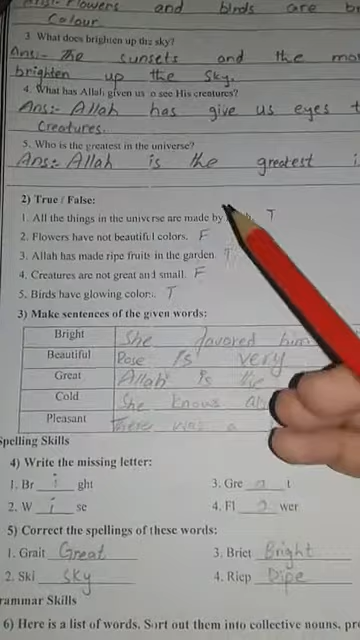 Ans:- Flowers and birds are br
Colour
3. What does brighten up the sky?
Ans:- The sunsets and the mo
brighten up the sky.
4. What has Allah given us to see His creatures?
Ans:- Allah has give us eyes t
Creatures.
5. Who is the greatest in the universe?
Ans:- Allah is the greatest i
2) True / False:
1. All the things in the universe are made by T
2. Flowers have not beautiful colors. F
3. Allah has made ripe fruits in the garden. T
4. Creatures are not great and small. F
5. Birds have glowing colors. T
3) Make sentences of the given words:
Bright She favored him
Beautiful Rose is very
Great Allah is the
Cold She knows
Pleasant There was a
Spelling Skills
4) Write the missing letter:
1. Br i ght 3. Gre a t
2. W i se 4. Fl o wer
5) Correct the spellings of these words:
1. Grait Great 3. Briet Bright
2. Ski sky 4. Riep Dipe
rammar Skills
6) Here is a list of words. Sort out them into collective nouns, pr